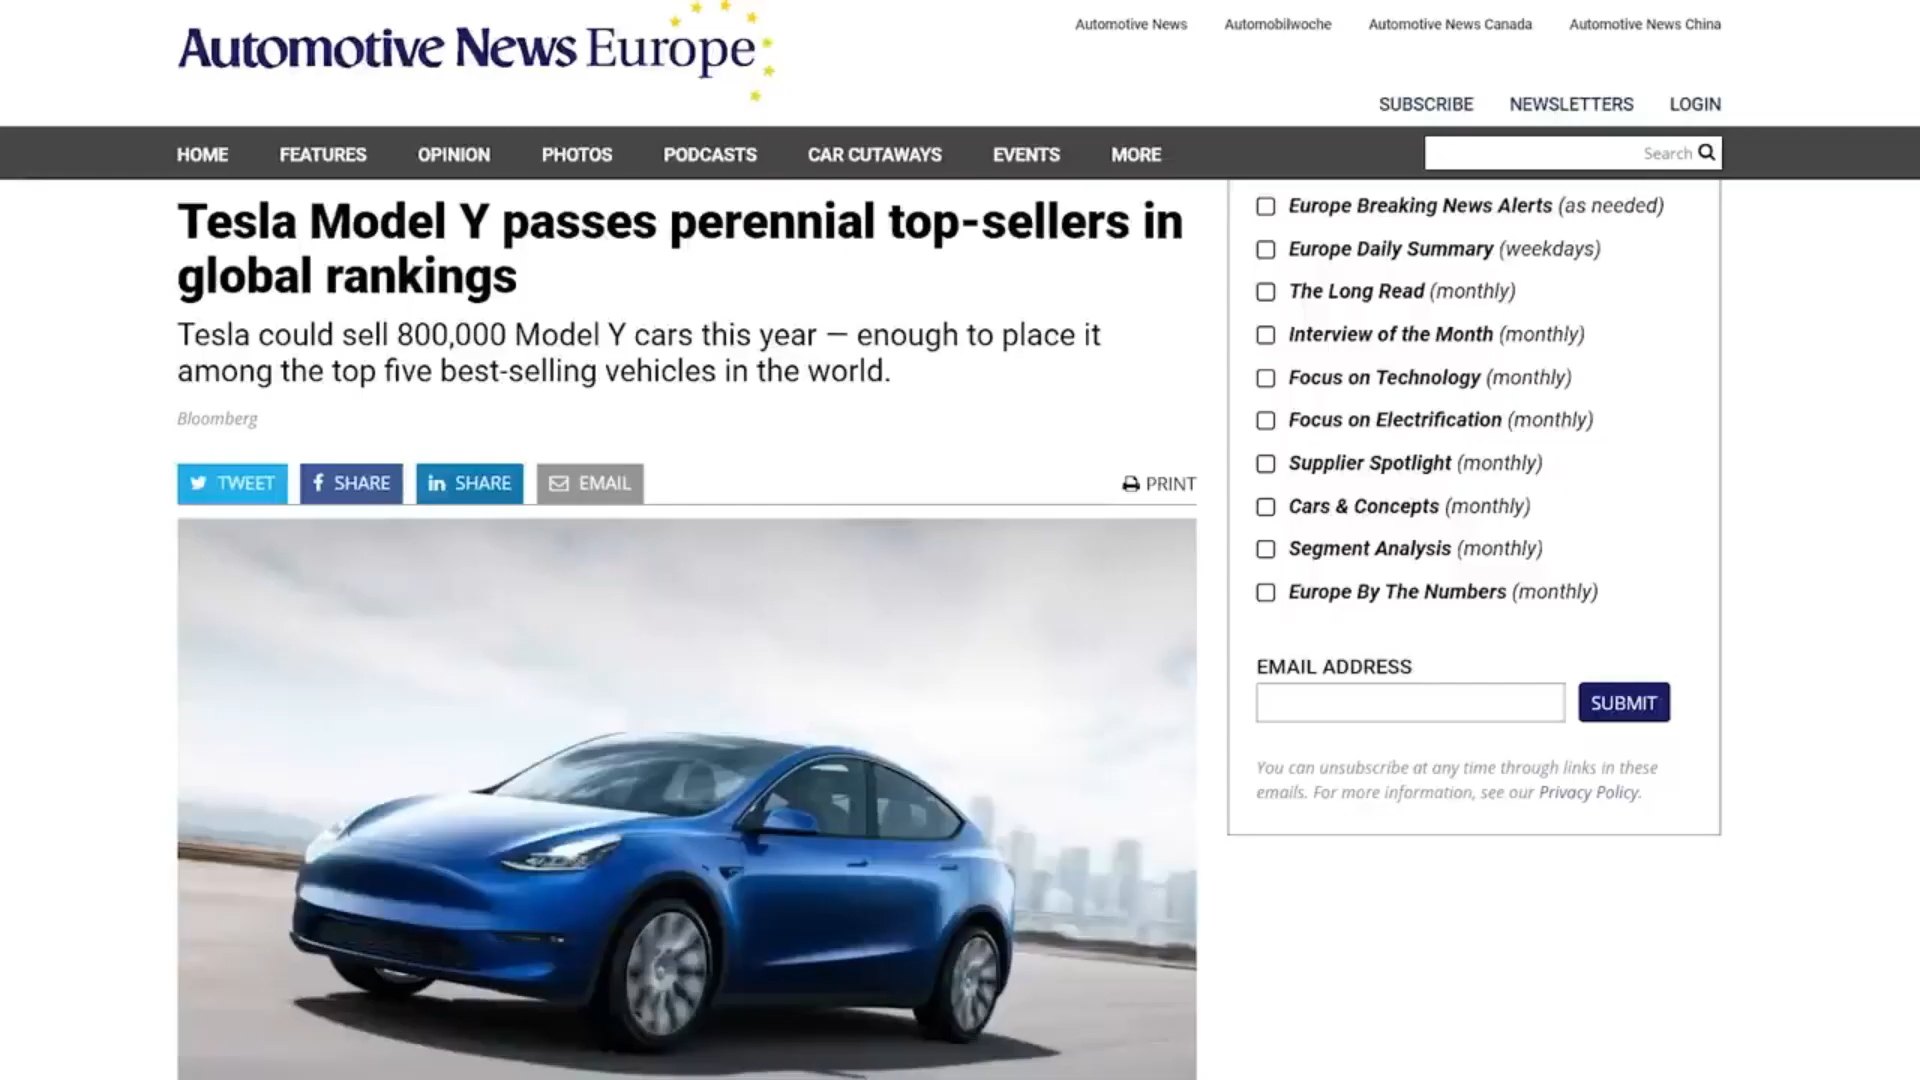 Automotive News Europe
Automotive News
Automobilwoche
Automotive News Canada
Automotive News China
SUBSCRIBE
NEWSLETTERS
LOGIN
HOME
FEATURES
OPINION
PHOTOS
PODCASTS
CAR CUTAWAYS
EVENTS
MORE
Search
Tesla Model Y passes perennial top-sellers in
global rankings
Tesla could sell 800,000 Model Y cars this year — enough to place it
among the top five best-selling vehicles in the world.
Bloomberg
TWEET
SHARE
in SHARE
EMAIL
PRINT
Europe Breaking News Alerts (as needed)
Europe Daily Summary (weekdays)
The Long Read (monthly)
Interview of the Month (monthly)
Focus on Technology (monthly)
Focus on Electrification (monthly)
Supplier Spotlight (monthly)
Cars & Concepts (monthly)
Segment Analysis (monthly)
Europe By The Numbers (monthly)
EMAIL ADDRESS
SUBMIT
You can unsubscribe at any time through links in these
emails. For more information, see our Privacy Policy.